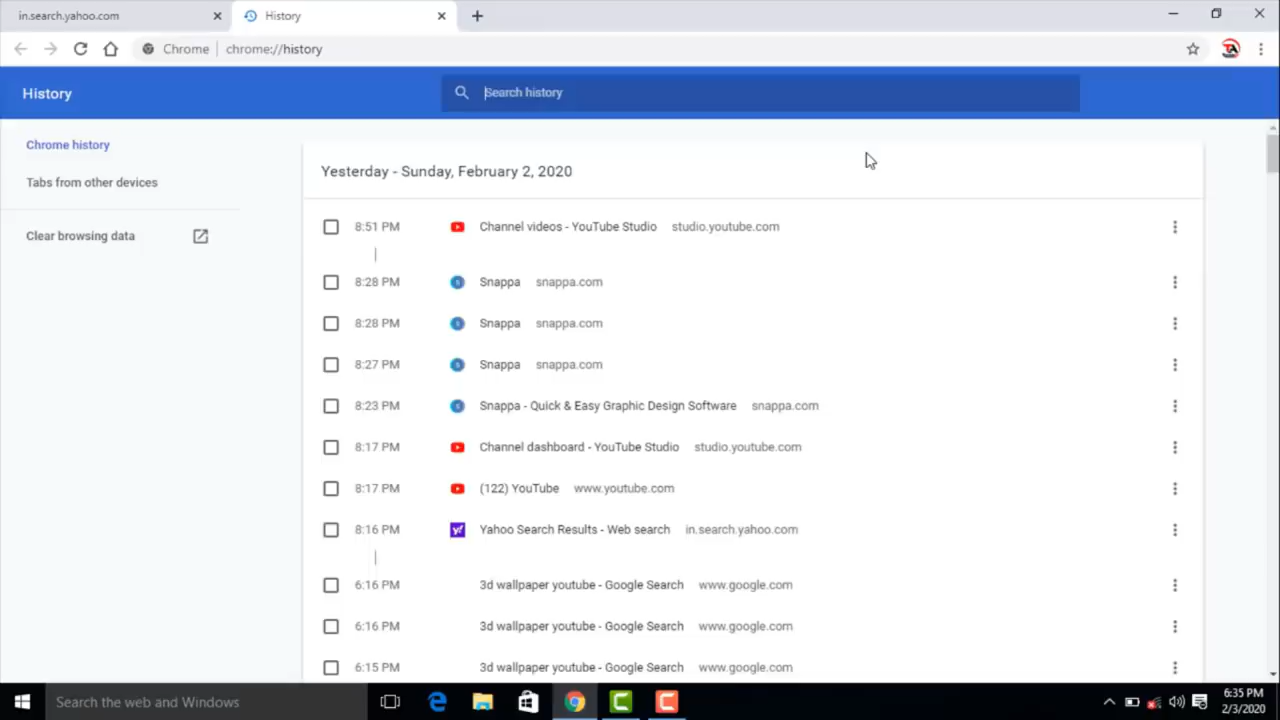 in.search.yahoo.com
History
Chrome
chrome://history
History
Search history
Chrome history
Tabs from other devices
Clear browsing data
Yesterday - Sunday, February 2, 2020
8:51 PM Channel videos - YouTube Studio studio.youtube.com
8:28 PM Snappa snappa.com
8:28 PM Snappa snappa.com
8:27 PM Snappa snappa.com
8:23 PM Snappa - Quick & Easy Graphic Design Software snappa.com
8:17 PM Channel dashboard - YouTube Studio studio.youtube.com
8:17 PM (122) YouTube www.youtube.com
8:16 PM Yahoo Search Results - Web search in.search.yahoo.com
6:16 PM 3d wallpaper youtube - Google Search www.google.com
6:16 PM 3d wallpaper youtube - Google Search www.google.com
6:15 PM 3d wallpaper youtube - Google Search www.google.com
Search the web and Windows
6:35 PM
2/3/2020